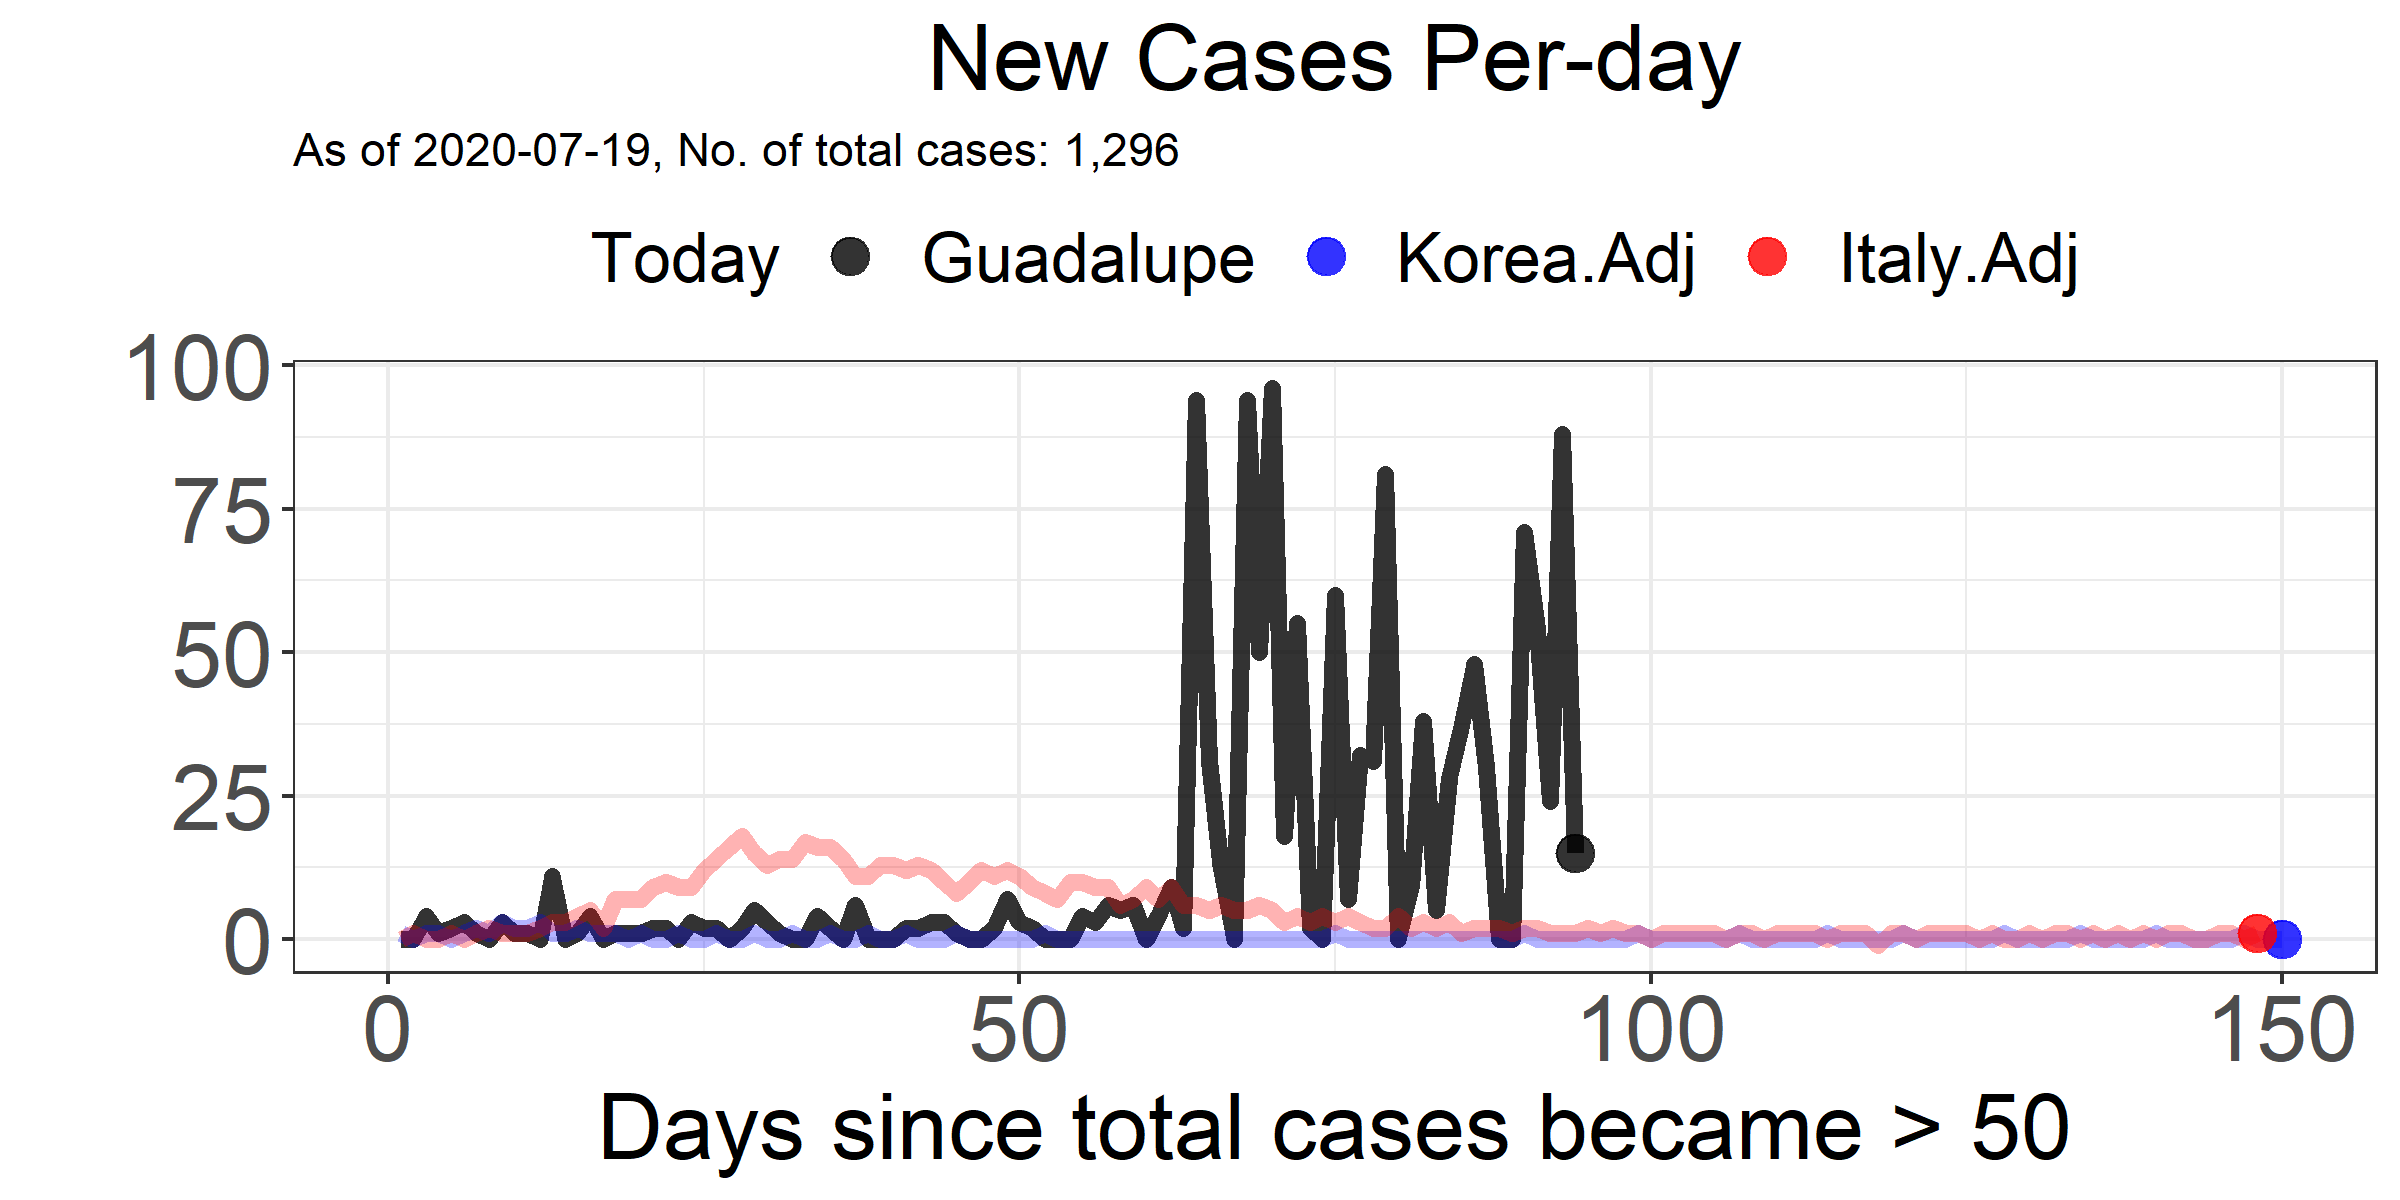 New Cases Per-day
As of 2020-07-19, No. of total cases: 1,296
Today Guadalupe Korea.Adj Italy.Adj
100
75
50
25
0
0 50 100 150
Days since total cases became > 50